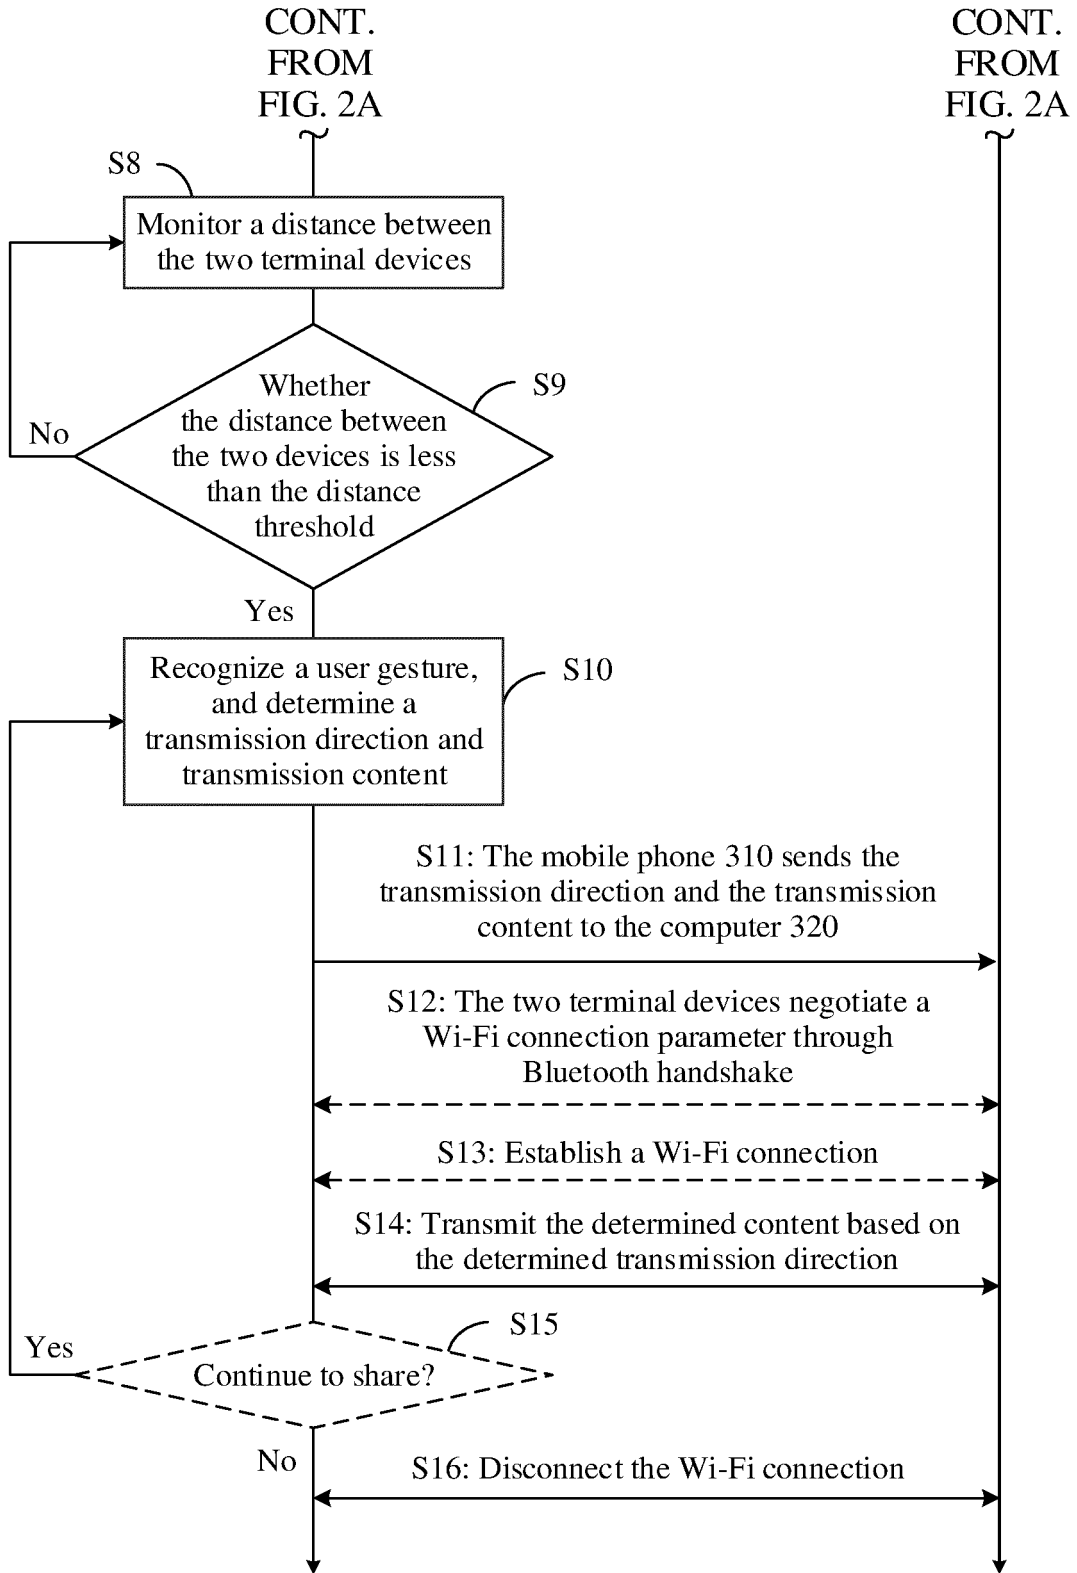 CONT.
FROM
FIG. 2A
CONT.
FROM
FIG. 2A
S8
Monitor a distance between
the two terminal devices
S9
Whether
the distance between
the two devices is less
than the distance
threshold
No
Yes
S10
Recognize a user gesture,
and determine a
transmission direction and
transmission content
S11: The mobile phone 310 sends the
transmission direction and the transmission
content to the computer 320
S12: The two terminal devices negotiate a
Wi-Fi connection parameter through
Bluetooth handshake
S13: Establish a Wi-Fi connection
S14: Transmit the determined content based on
the determined transmission direction
S15
Yes
Continue to share?
No
S16: Disconnect the Wi-Fi connection